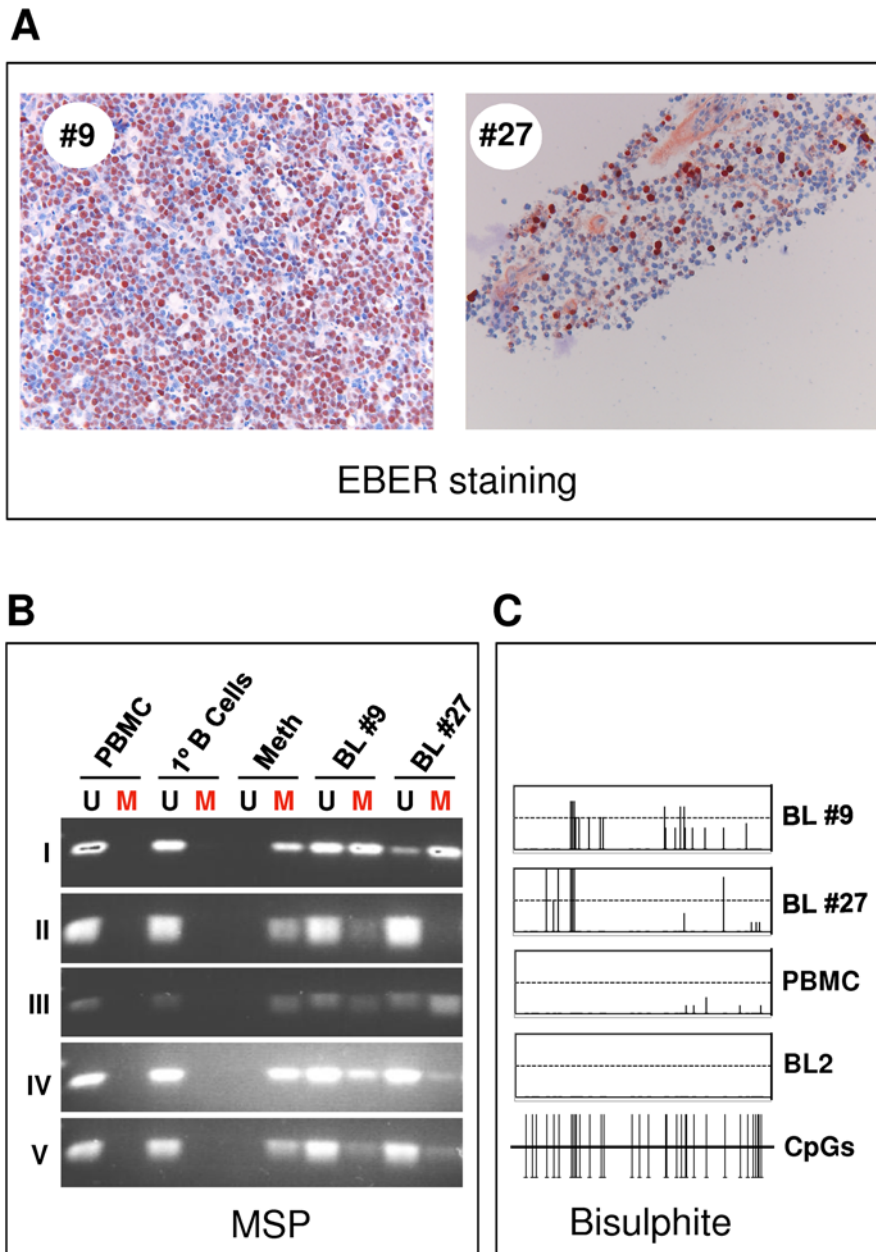 A
#9
#27
EBER staining
B
PBMC 1º B Cells Meth BL #9 BL #27
U M U M U M U M U M
I
II
III
IV
V
MSP
C
BL #9
BL #27
PBMC
BL2
CpGs
Bisulphite